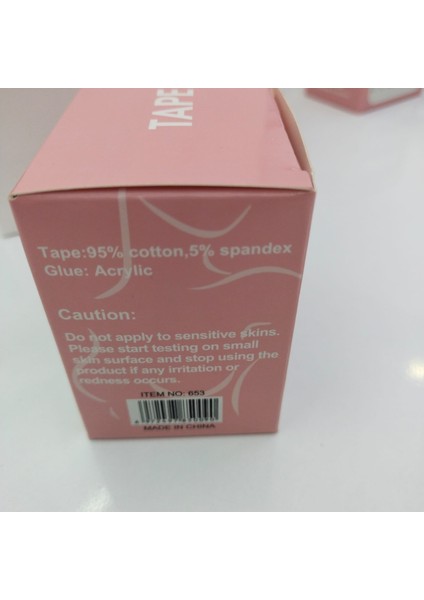 TAPE
Tape:95% cotton,5% spandex
Glue: Acrylic
Caution:
Do not apply to sensitive skins.
Please start testing on small
skin surface and stop using the
product if any irritation or
redness occurs.
ITEM NO: 653
MADE IN CHINA